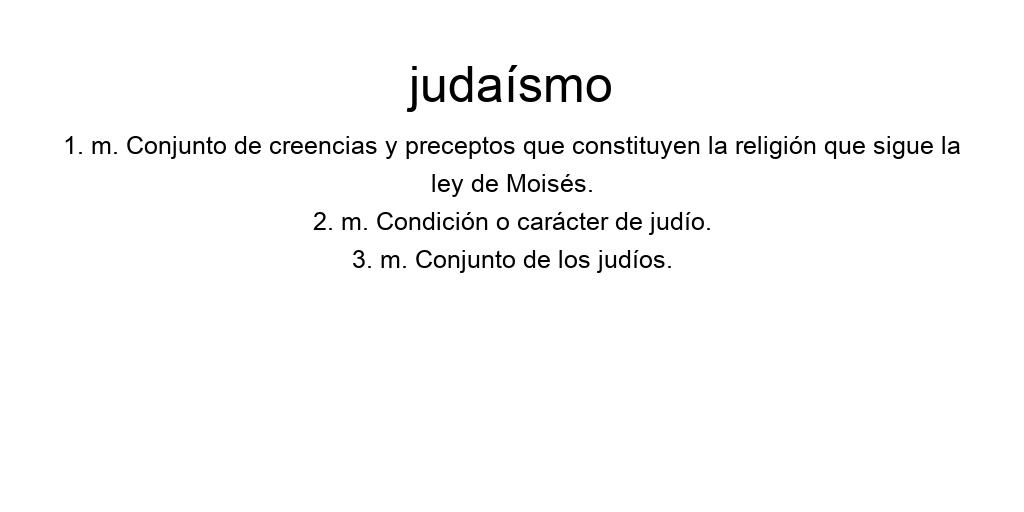 judaísmo
1. m. Conjunto de creencias y preceptos que constituyen la religión que sigue la
ley de Moisés.
2. m. Condición o carácter de judío.
3. m. Conjunto de los judíos.